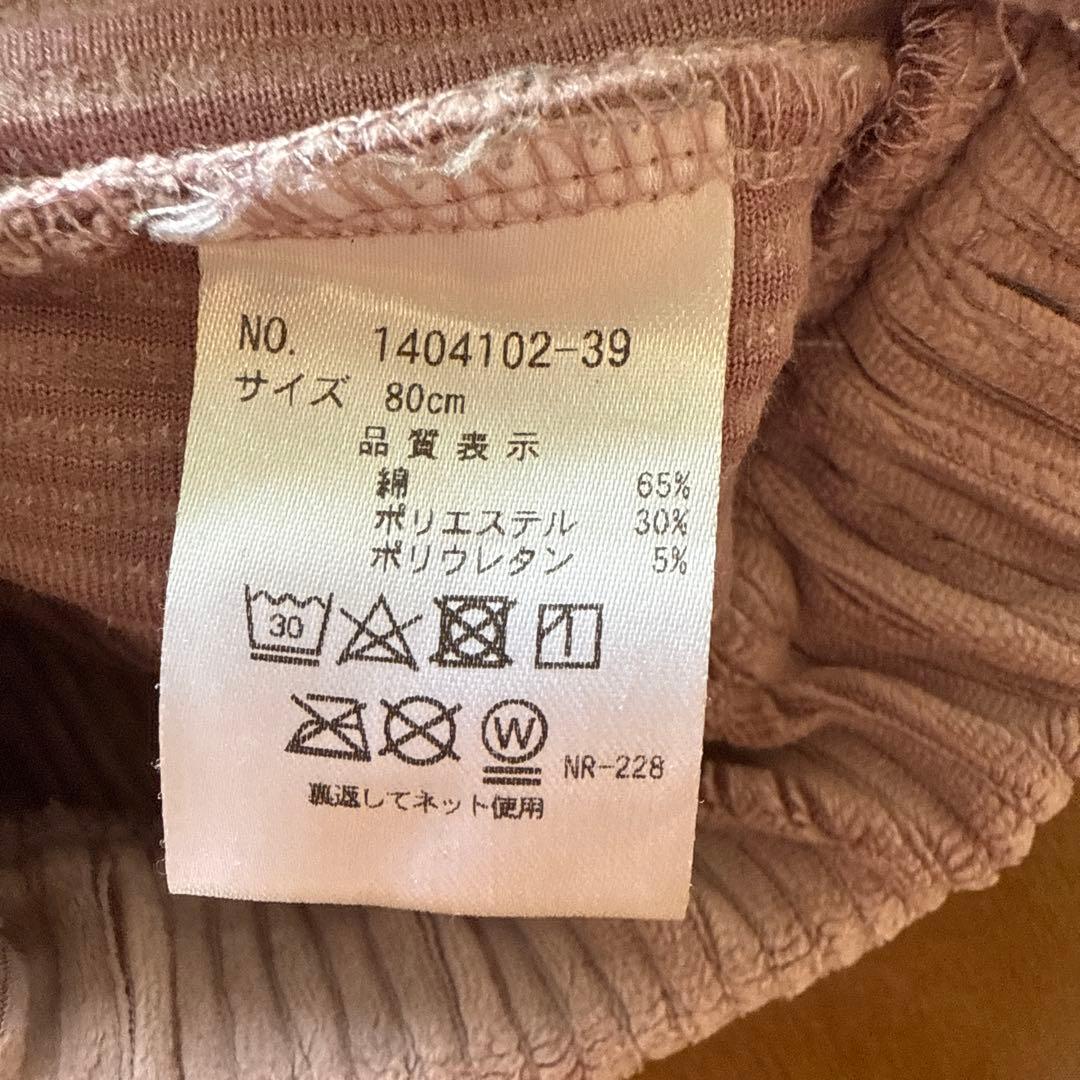 NO. 1404102-39
サイズ 80cm
品質表示
綿 65%
ポリエステル 30%
ポリウレタン 5%
30
W
NR-228
裏返してネット使用